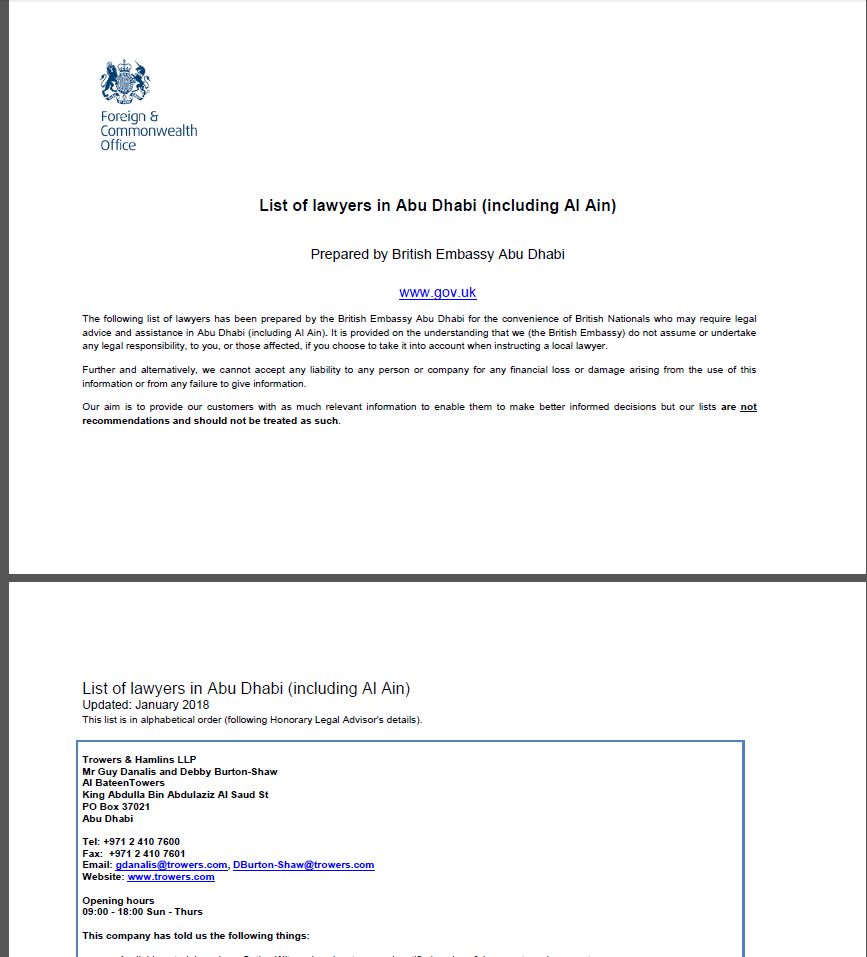 Foreign &
Commonwealth
Office
List of lawyers in Abu Dhabi (including Al Ain)
Prepared by British Embassy Abu Dhabi
www.gov.uk
The following list of lawyers has been prepared by the British Embassy Abu Dhabi for the convenience of British Nationals who may require legal
advice and assistance in Abu Dhabi (including Al Ain). It is provided on the understanding that we (the British Embassy) do not assume or undertake
any legal responsibility, to you, or those affected, if you choose to take it into account when instructing a local lawyer.
Further and alternatively, we cannot accept any liability to any person or company for any financial loss or damage arising from the use of this
information or from any failure to give information.
Our aim is to provide our customers with as much relevant information to enable them to make better informed decisions but our lists are not
recommendations and should not be treated as such.
List of lawyers in Abu Dhabi (including Al Ain)
Updated: January 2018
This list is in alphabetical order (following Honorary Legal Advisor's details).
Trowers & Hamlins LLP
Mr Guy Danalis and Debby Burton-Shaw
Al BateenTowers
King Abdulla Bin Abdulaziz Al Saud St
PO Box 37021
Abu Dhabi
Tel: +971 2 410 7600
Fax: +971 2 410 7601
Email: gdanalis@trowers.com, DBurton-Shaw@trowers.com
Website: www.trowers.com
Opening hours
09:00 - 18:00 Sun - Thurs
This company has told us the following things: